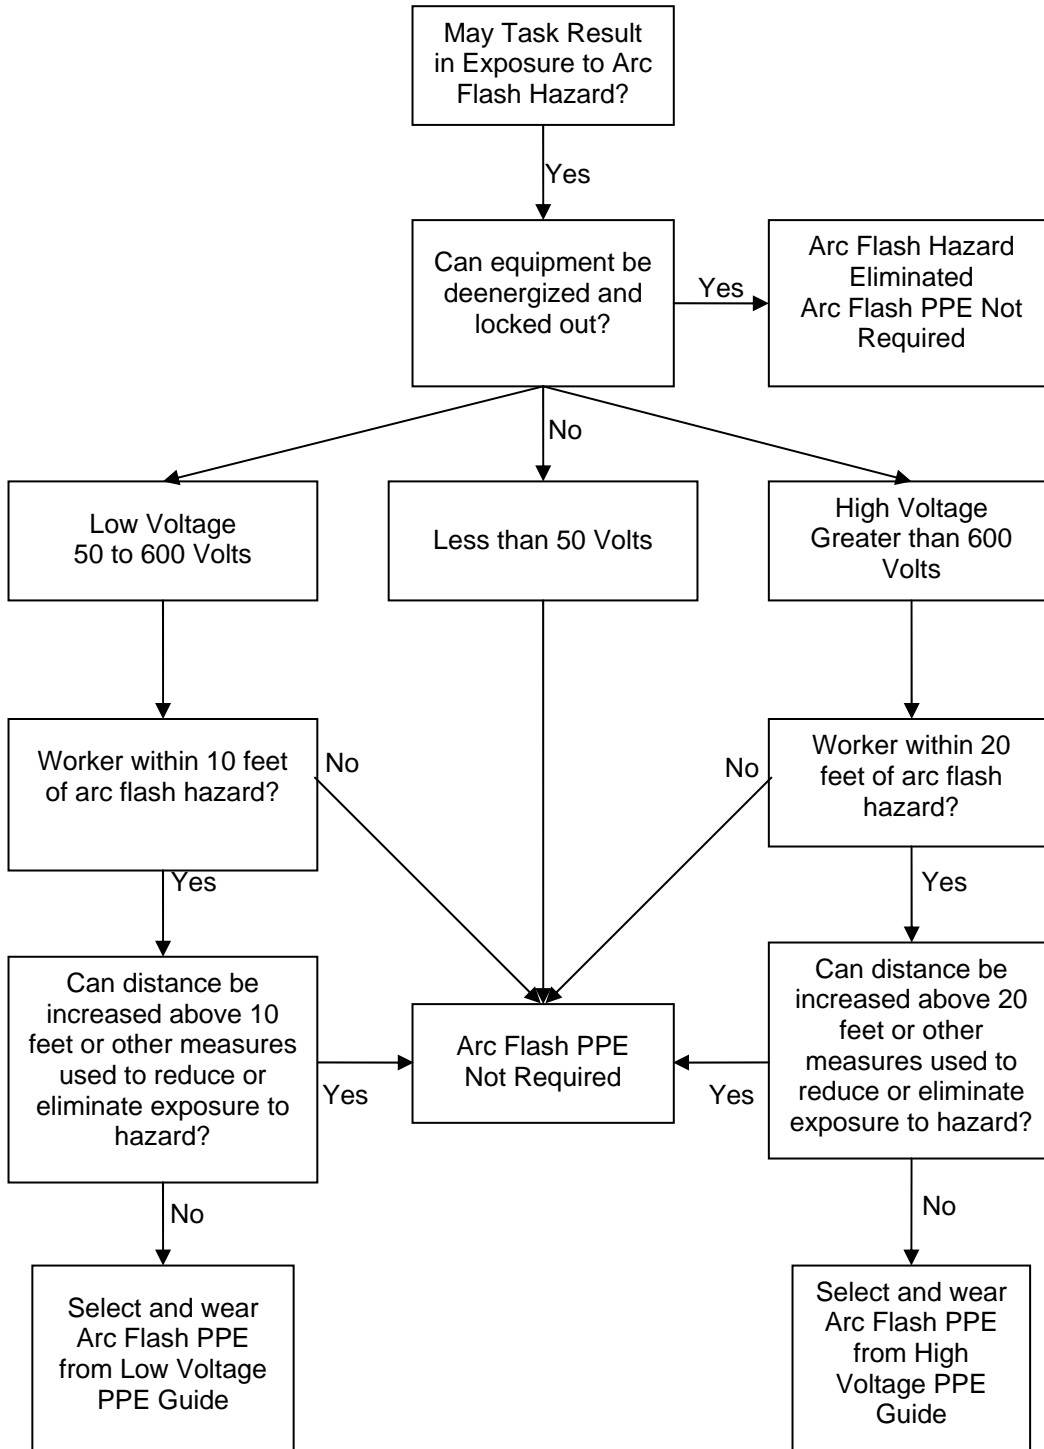 May Task Result
in Exposure to Arc
Flash Hazard?
Yes
Can equipment be
deenergized and
locked out?
Yes
Arc Flash Hazard
Eliminated
Arc Flash PPE Not
Required
No
Low Voltage
50 to 600 Volts
Less than 50 Volts
High Voltage
Greater than 600
Volts
Worker within 10 feet
of arc flash hazard?
No
No
Worker within 20
feet of arc flash
hazard?
Yes
Yes
Can distance be
increased above 10
feet or other measures
used to reduce or
eliminate exposure to
hazard?
Yes
Arc Flash PPE
Not Required
Yes
Can distance be
increased above 20
feet or other
measures used to
reduce or eliminate
exposure to hazard?
No
No
Select and wear
Arc Flash PPE
from Low Voltage
PPE Guide
Select and wear
Arc Flash PPE
from High
Voltage PPE
Guide